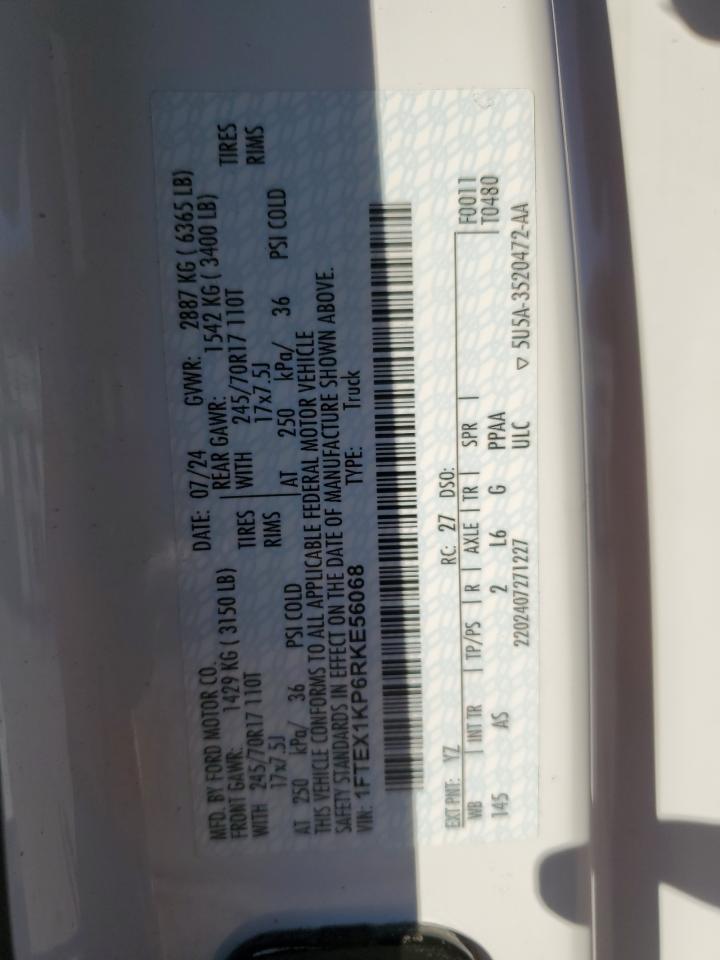 MFD. BY FORD MOTOR CO. DATE: 07/24 GVWR: 2887 KG ( 6365 LB)
FRONT GAWR: 1429 KG ( 3150 LB) REAR GAWR: 1542 KG ( 3400 LB)
WITH 245/70R17 110T TIRES WITH 245/70R17 110T TIRES
17x7.5J RIMS 17x7.5J RIMS
AT 250 kPa/ 36 PSI COLD AT 250 kPa/ 36 PSI COLD
THIS VEHICLE CONFORMS TO ALL APPLICABLE FEDERAL MOTOR VEHICLE
SAFETY STANDARDS IN EFFECT ON THE DATE OF MANUFACTURE SHOWN ABOVE.
VIN: 1FTEX1KP6RKE56068 TYPE: Truck
EXT PNT: YZ RC: 27 DSO: F0011
WB INT TR TP/PS R AXLE TR SPR T0480
145 AS 2 L6 G PPAA
2202407271227 ULC ▽ 5U5A-3520472-AA